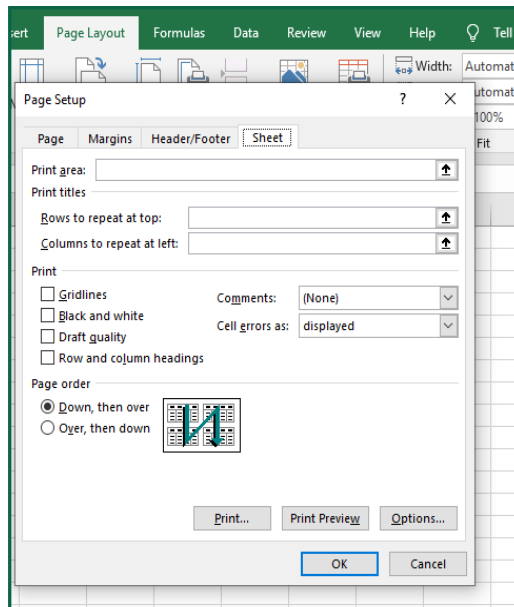 ert Page Layout Formulas Data Review View Help Tell
Width: Automat
utomat
Page Setup ? 100%
Fit
Page Margins Header/Footer Sheet
Print area:
Print titles
Rows to repeat at top:
Columns to repeat at left:
Print
Gridlines
Comments: (None)
Black and white
Cell errors as: displayed
Draft quality
Row and column headings
Page order
Down, then over
Over, then down
Print... Print Preview Options...
OK Cancel